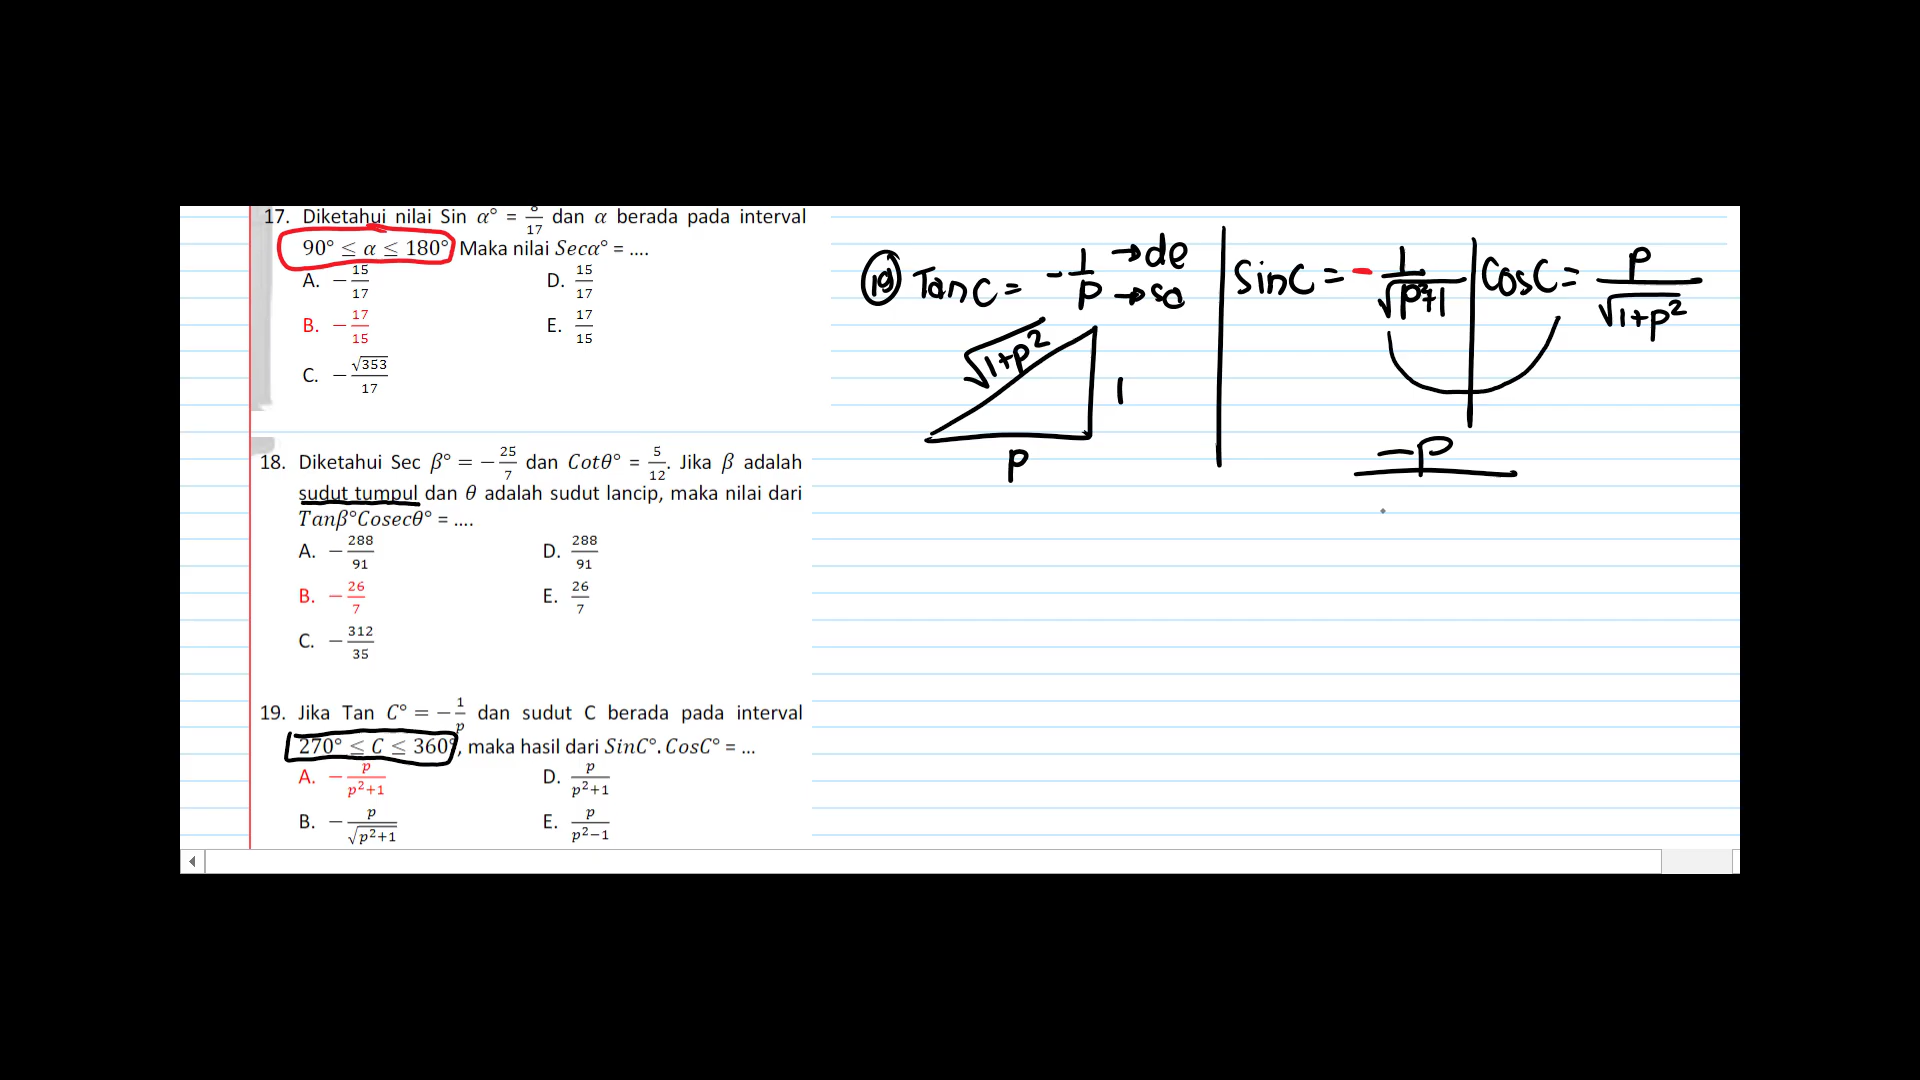 17. Diketahui nilai Sin α° = 8/17 dan α berada pada interval
90° ≤ α ≤ 180° Maka nilai Secα° = ....
A. −15/17 D. 15/17
B. −17/15 E. 17/15
C. −√353/17
18. Diketahui Sec β° = −25/7 dan Cotθ° = 5/12. Jika β adalah
sudut tumpul dan θ adalah sudut lancip, maka nilai dari
Tanβ°Cosecθ° = ....
A. −288/91 D. 288/91
B. −26/7 E. 26/7
C. −312/35
19. Jika Tan C° = −1/p dan sudut C berada pada interval
270° ≤ C ≤ 360°, maka hasil dari SinC°. CosC° = ...
A. −p/(p²+1) D. p/(p²+1)
B. −p/√(p²+1) E. p/(p²−1)
19 Tan C = -1/p → de → sa
√(1+p²)
1
p
Sin C = - 1/√(p²+1)
Cos C = p/√(1+p²)
-p